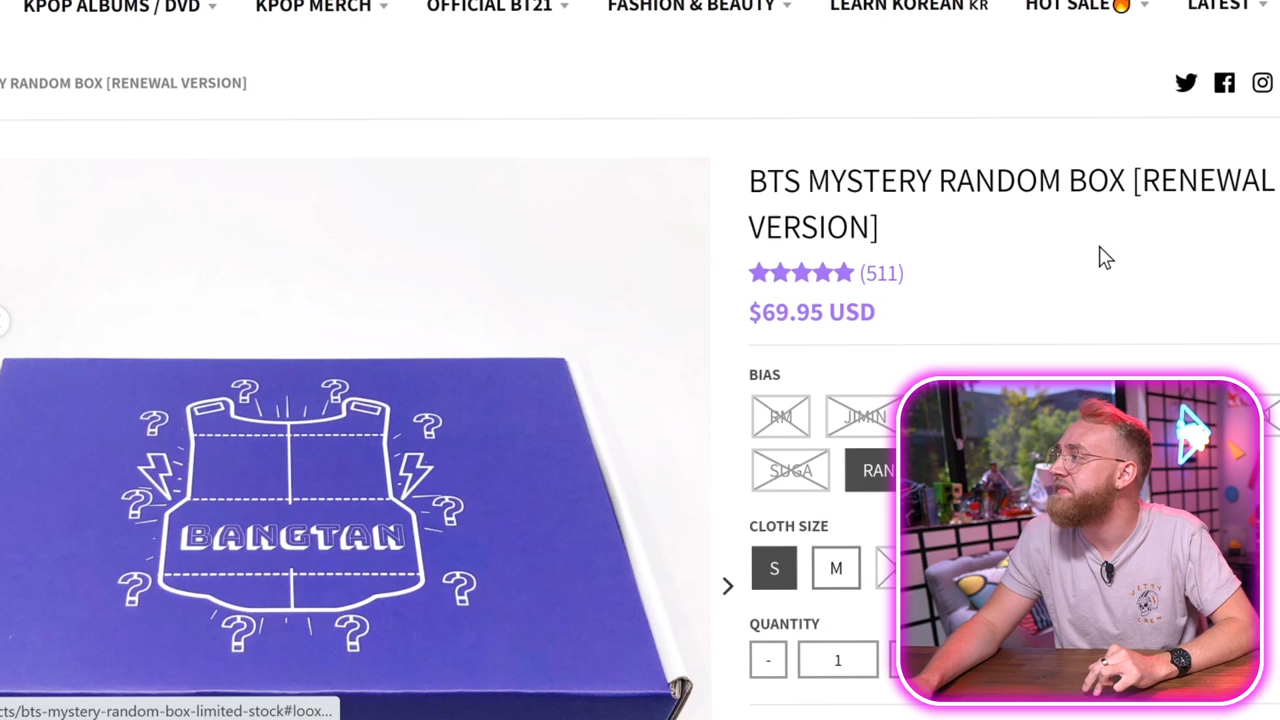 KPOP ALBUMS / DVD
KPOP MERCH
OFFICIAL BT21
FASHION & BEAUTY
LEARN KOREAN KR
HOT SALE🔥
LATEST
Y RANDOM BOX [RENEWAL VERSION]
BTS MYSTERY RANDOM BOX [RENEWAL
VERSION]
(511)
$69.95 USD
BIAS
RM
JIMIN
SUGA
RAN
CLOTH SIZE
S
M
QUANTITY
-
1
? ?
? ?
? ?
BANGTAN
? ?
? ?
JETTY
CREW
cts/bts-mystery-random-box-limited-stock#loox...